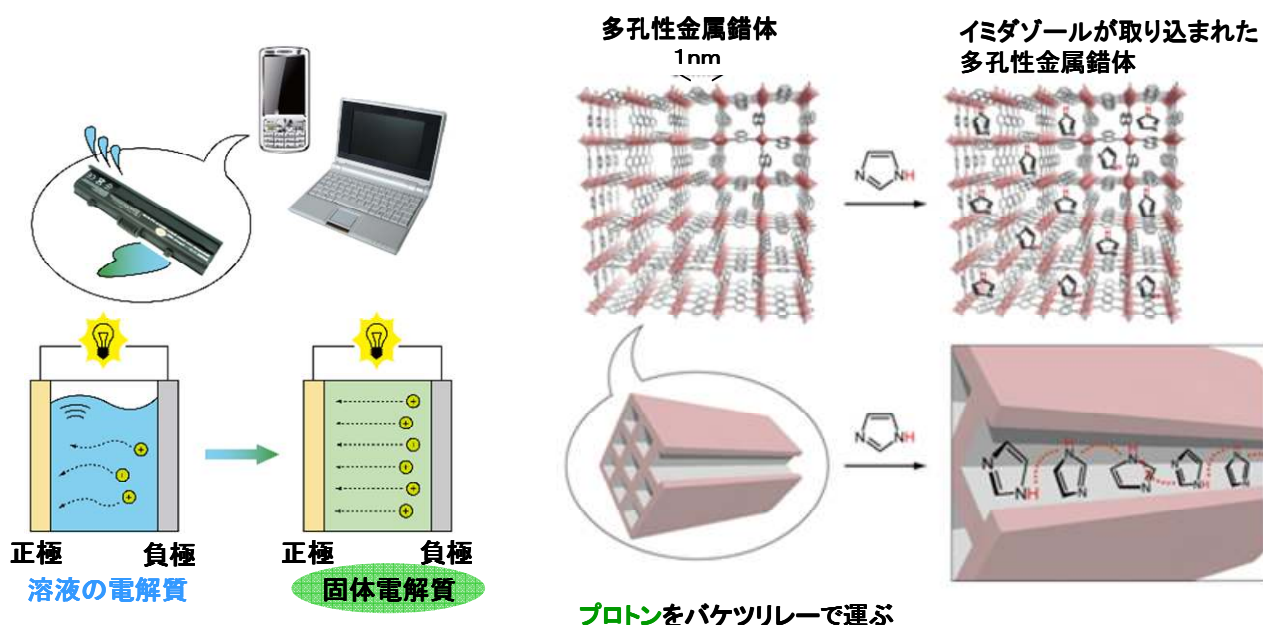 多孔性金属錯体
1nm
イミダゾールが取り込まれた
多孔性金属錯体
N
NH
N
NH
正極
負極
溶液の電解質
正極
負極
固体電解質
プロトンをバケツリレーで運ぶ